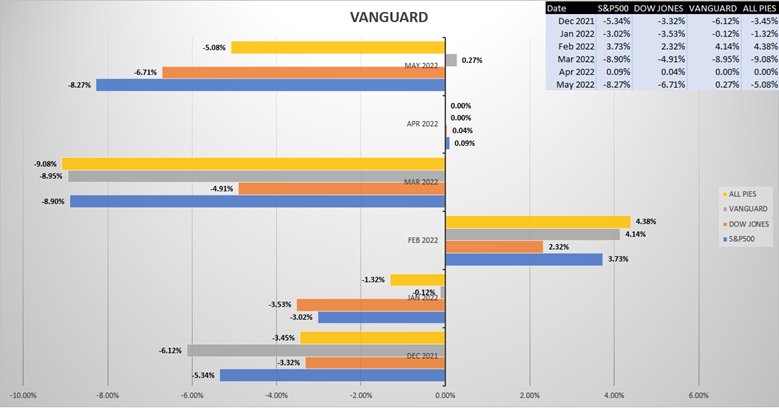 VANGUARD
Date S&P500 DOW JONES VANGUARD ALL PIES
Dec 2021 -5.34% -3.32% -6.12% -3.45%
Jan 2022 -3.02% -3.53% -0.12% -1.32%
Feb 2022 3.73% 2.32% 4.14% 4.38%
Mar 2022 -8.90% -4.91% -8.95% -9.08%
Apr 2022 0.09% 0.04% 0.00% 0.00%
May 2022 -8.27% -6.71% 0.27% -5.08%
-5.08%
MAY 2022 0.27%
-6.71%
-8.27%
0.00%
APR 2022 0.00%
0.04%
0.09%
-9.08%
-8.95%
MAR 2022
-4.91%
-8.90%
4.38%
FEB 2022 4.14%
2.32%
3.73%
-1.32%
-0.12%
JAN 2022
-3.53%
-3.02%
-3.45%
-6.12%
DEC 2021
-3.32%
-5.34%
ALL PIES
VANGUARD
DOW JONES
S&P500
-10.00% -8.00% -6.00% -4.00% -2.00% 0.00% 2.00% 4.00% 6.00%